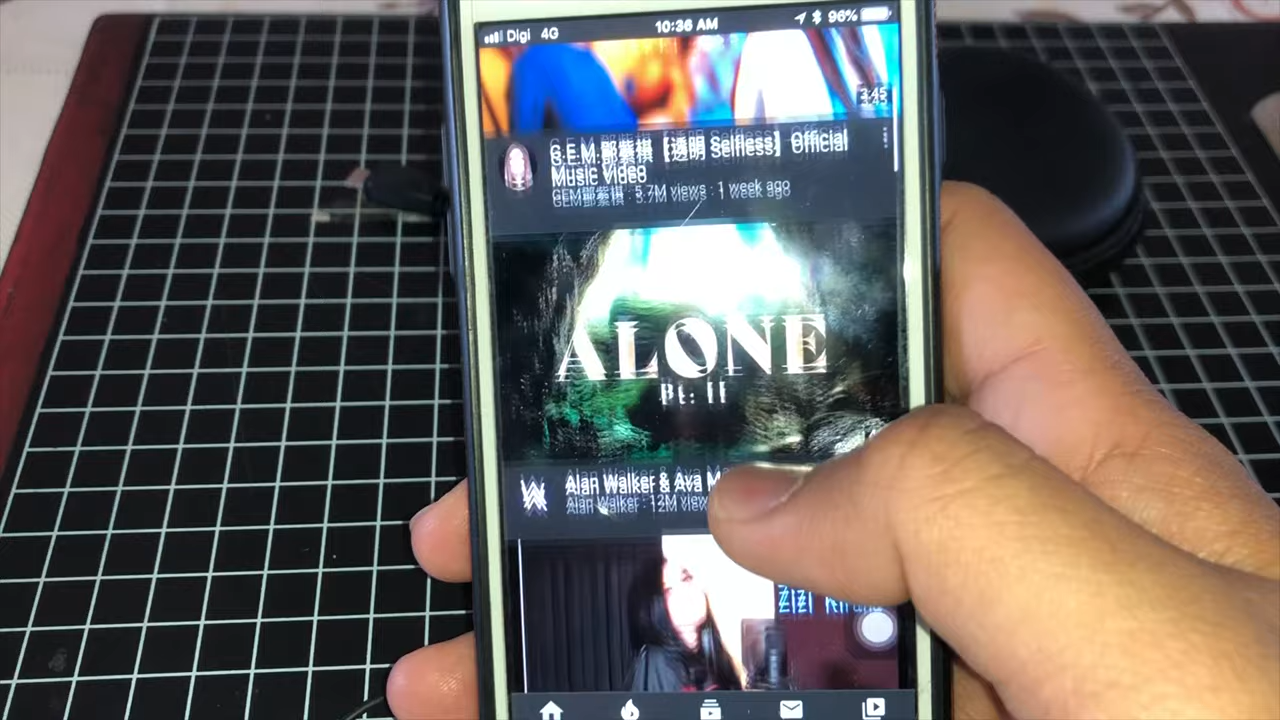 Digi 4G 10:36 AM 96%
3:45
G.E.M.鄧紫棋【透明 Selfless】 Official
Music Video
GEM鄧紫棋 · 5.7M views · 1 week ago
ALONE
Pt. II
Alan Walker & Ava
Alan Walker · 12M